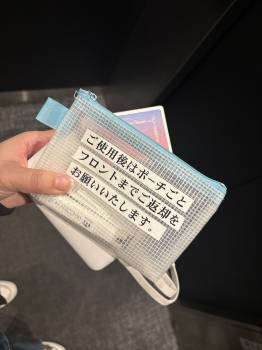 ご使用後はポーチごと
フロントまでご返却を
お願いいたします。